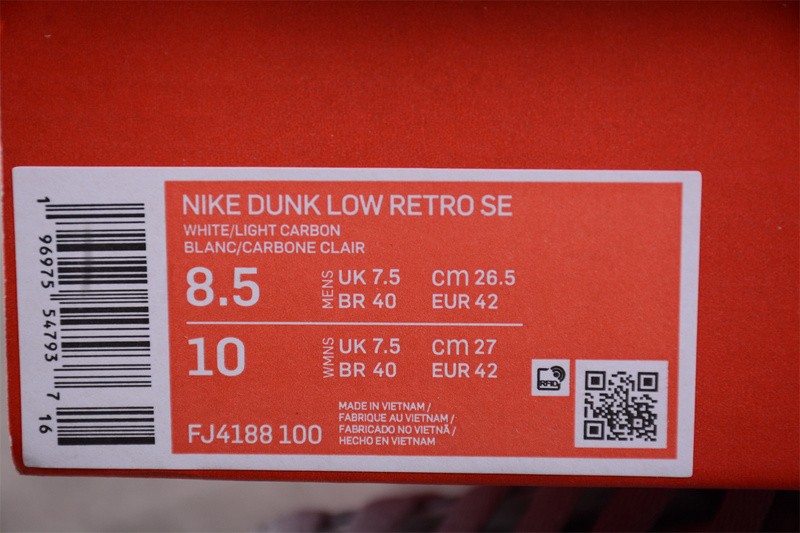 NIKE DUNK LOW RETRO SE
WHITE/LIGHT CARBON
BLANC/CARBONE CLAIR
8.5 MENS UK 7.5 cm 26.5
BR 40 EUR 42
10 WMNS UK 7.5 cm 27
BR 40 EUR 42
FJ4188 100
MADE IN VIETNAM /
FABRIQUE AU VIETNAM /
FABRICADO NO VIETNÃ /
HECHO EN VIETNAM
RFID
1 96975 54793 7 16